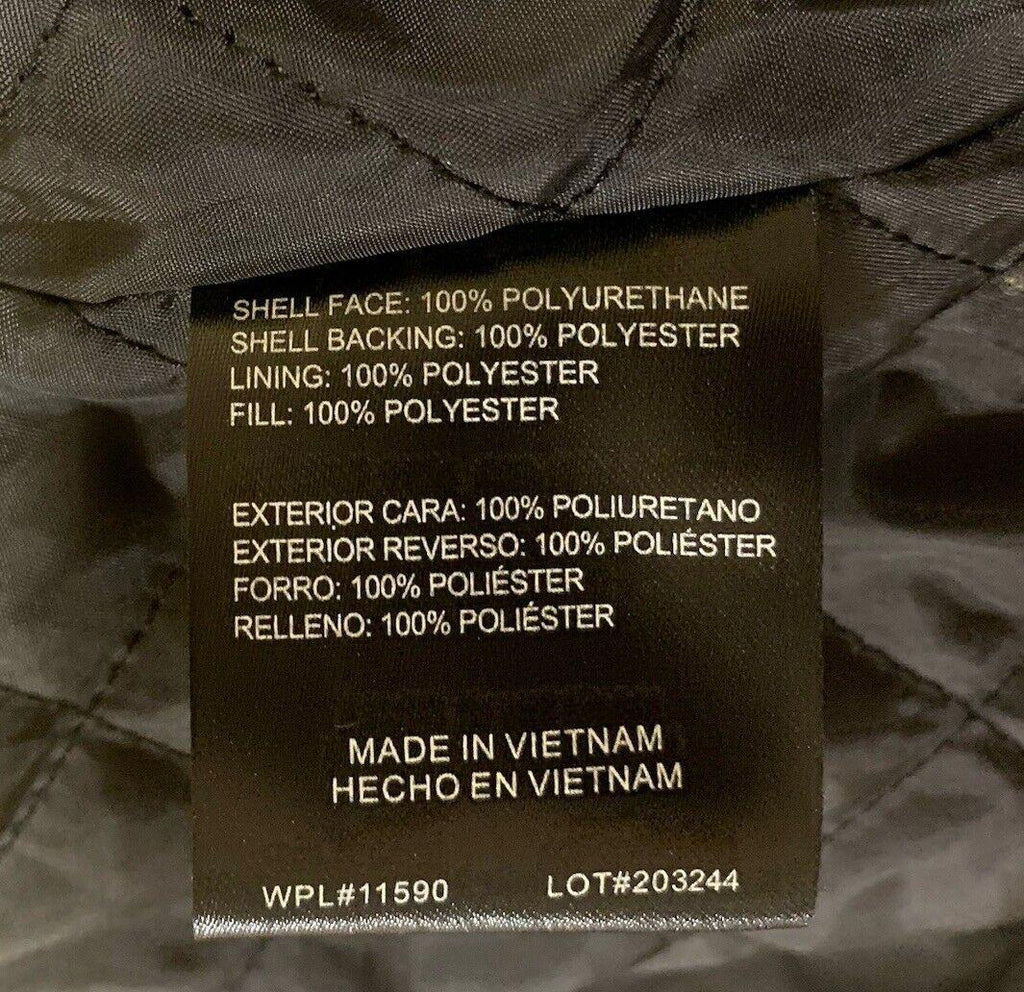 SHELL FACE: 100% POLYURETHANE
SHELL BACKING: 100% POLYESTER
LINING: 100% POLYESTER
FILL: 100% POLYESTER
EXTERIOR CARA: 100% POLIURETANO
EXTERIOR REVERSO: 100% POLIÉSTER
FORRO: 100% POLIÉSTER
RELLENO: 100% POLIÉSTER
MADE IN VIETNAM
HECHO EN VIETNAM
WPL#11590 LOT#203244